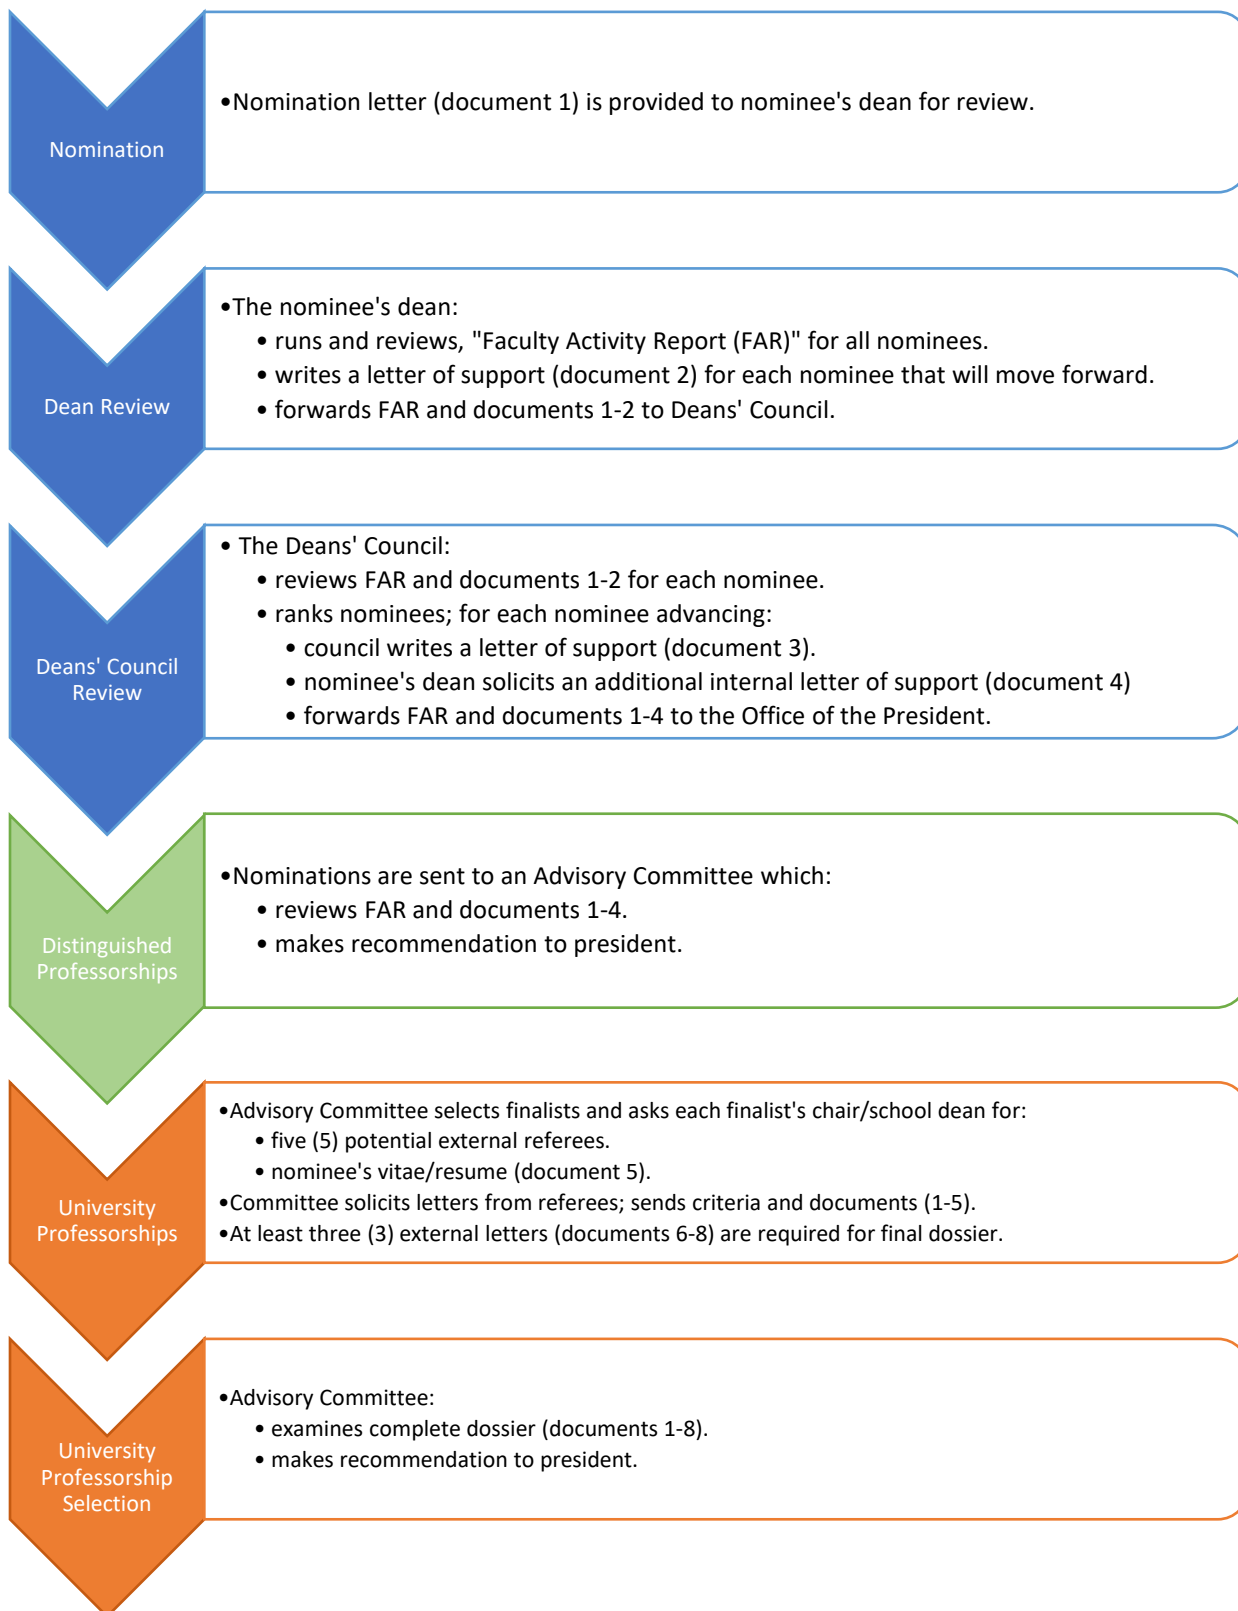 Nomination
•Nomination letter (document 1) is provided to nominee's dean for review.
Dean Review
•The nominee's dean:
• runs and reviews, "Faculty Activity Report (FAR)" for all nominees.
• writes a letter of support (document 2) for each nominee that will move forward.
• forwards FAR and documents 1-2 to Deans' Council.
Deans' Council
Review
• The Deans' Council:
• reviews FAR and documents 1-2 for each nominee.
• ranks nominees; for each nominee advancing:
• council writes a letter of support (document 3).
• nominee's dean solicits an additional internal letter of support (document 4)
• forwards FAR and documents 1-4 to the Office of the President.
Distinguished
Professorships
•Nominations are sent to an Advisory Committee which:
• reviews FAR and documents 1-4.
• makes recommendation to president.
University
Professorships
•Advisory Committee selects finalists and asks each finalist's chair/school dean for:
• five (5) potential external referees.
• nominee's vitae/resume (document 5).
•Committee solicits letters from referees; sends criteria and documents (1-5).
•At least three (3) external letters (documents 6-8) are required for final dossier.
University
Professorship
Selection
•Advisory Committee:
• examines complete dossier (documents 1-8).
• makes recommendation to president.